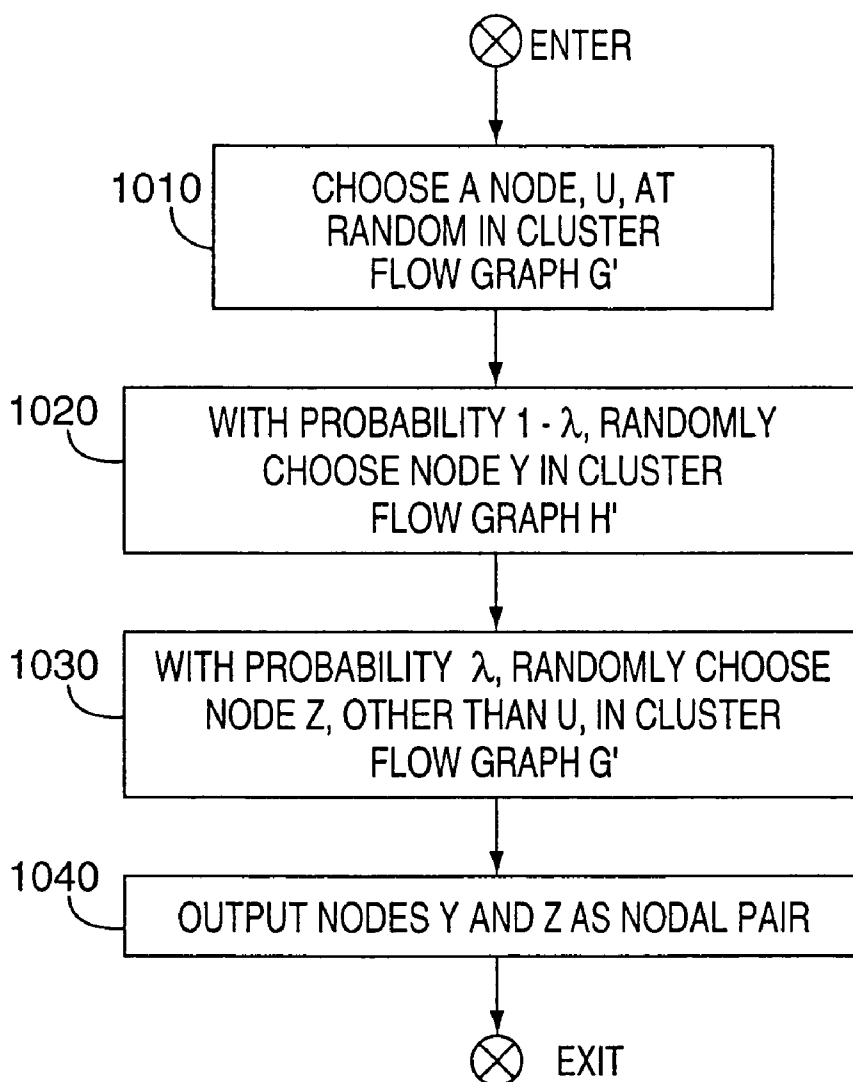 ENTER
1010
CHOOSE A NODE, U, AT
RANDOM IN CLUSTER
FLOW GRAPH G'
1020
WITH PROBABILITY 1 - λ, RANDOMLY
CHOOSE NODE Y IN CLUSTER
FLOW GRAPH H'
1030
WITH PROBABILITY λ, RANDOMLY CHOOSE
NODE Z, OTHER THAN U, IN CLUSTER
FLOW GRAPH G'
1040
OUTPUT NODES Y AND Z AS NODAL PAIR
EXIT